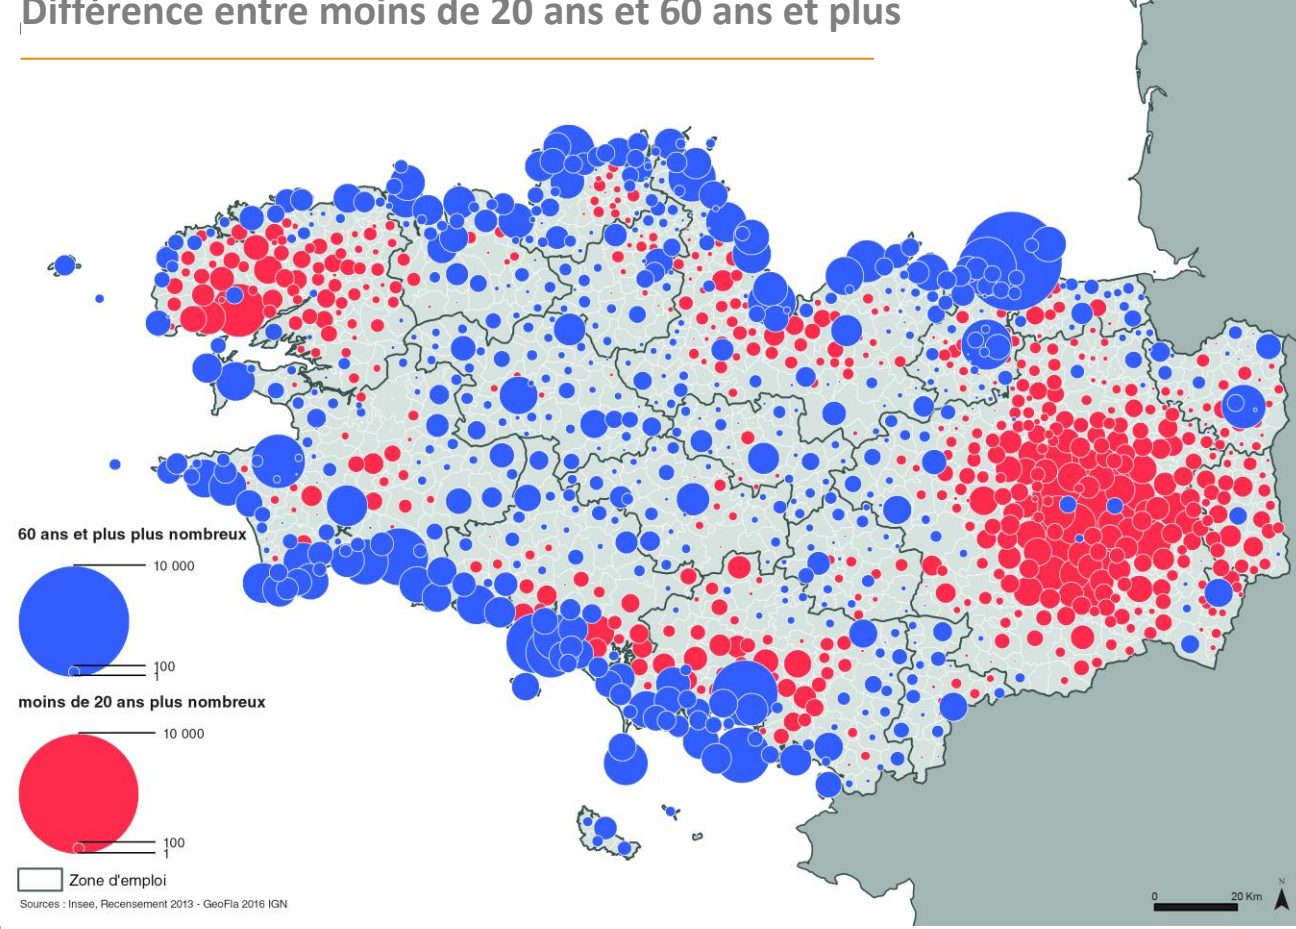 Différence entre moins de 20 ans et 60 ans et plus
60 ans et plus plus nombreux
10 000
100
1
moins de 20 ans plus nombreux
10 000
100
1
Zone d'emploi
Sources : Insee, Recensement 2013 - GeoFla 2016 IGN
0 20 Km
N